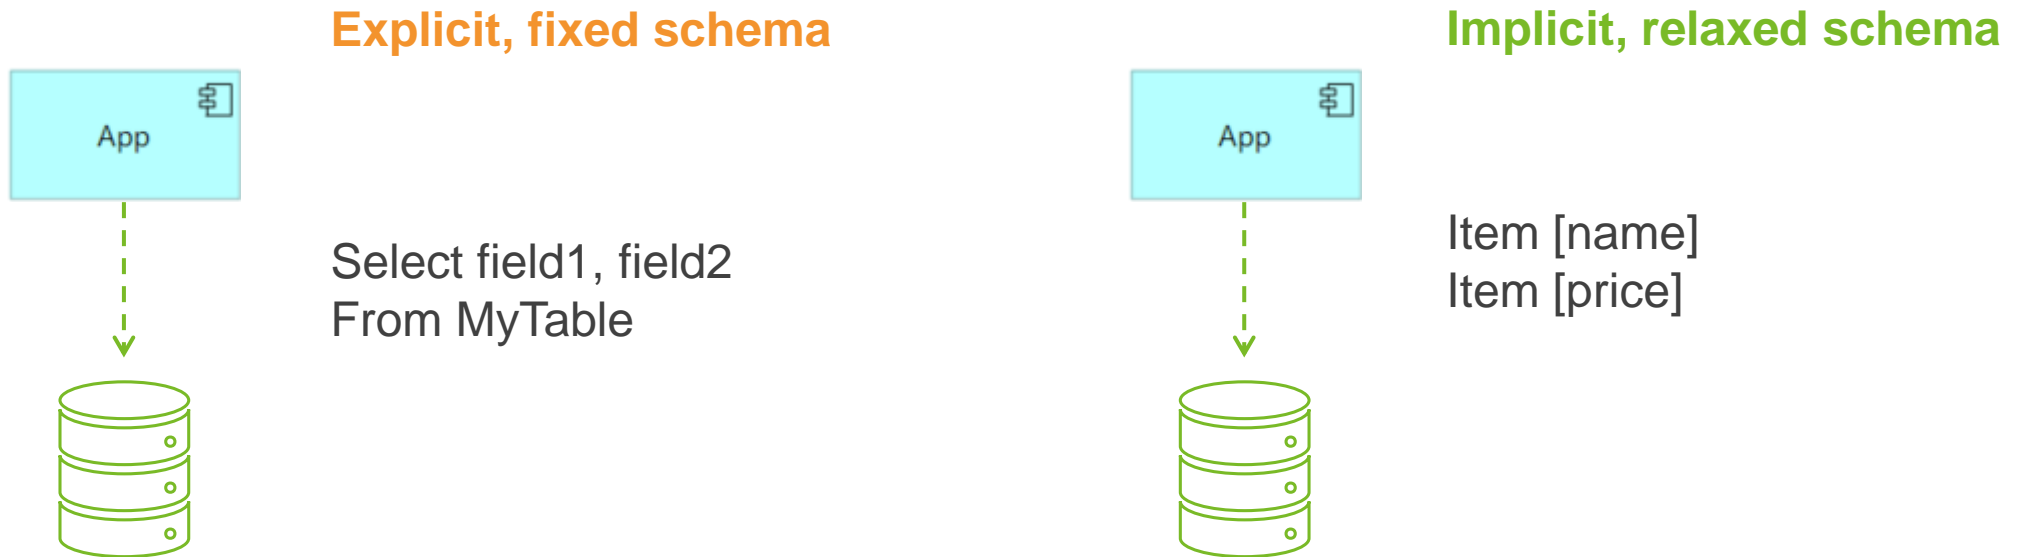 Explicit, fixed schema
App
Select field1, field2
From MyTable
Implicit, relaxed schema
App
Item [name]
Item [price]